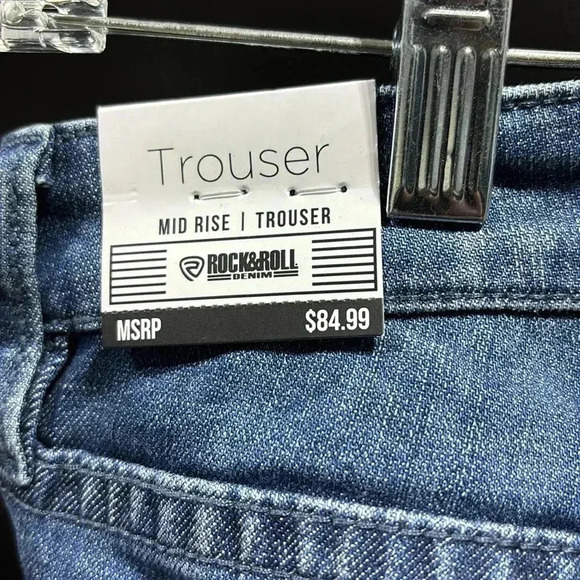 Trouser
MID RISE | TROUSER
ROCK&ROLL
DENIM
MSRP $84.99